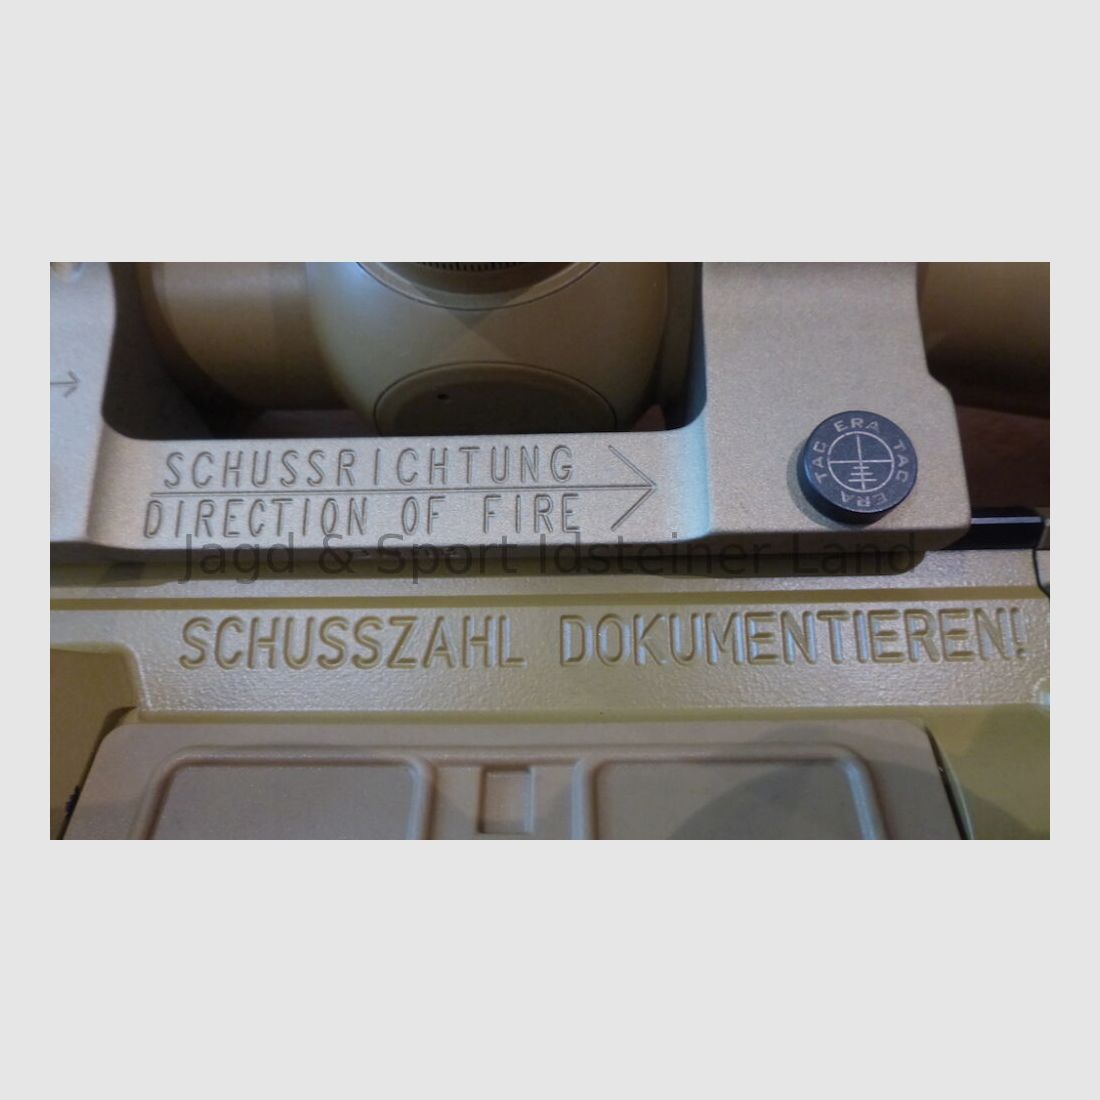 SCHUSSRICHTUNG
DIRECTION OF FIRE
ERA TAC
ERA TAC
Jagd & Sport Idsteiner Land
SCHUSSZAHL DOKUMENTIEREN!